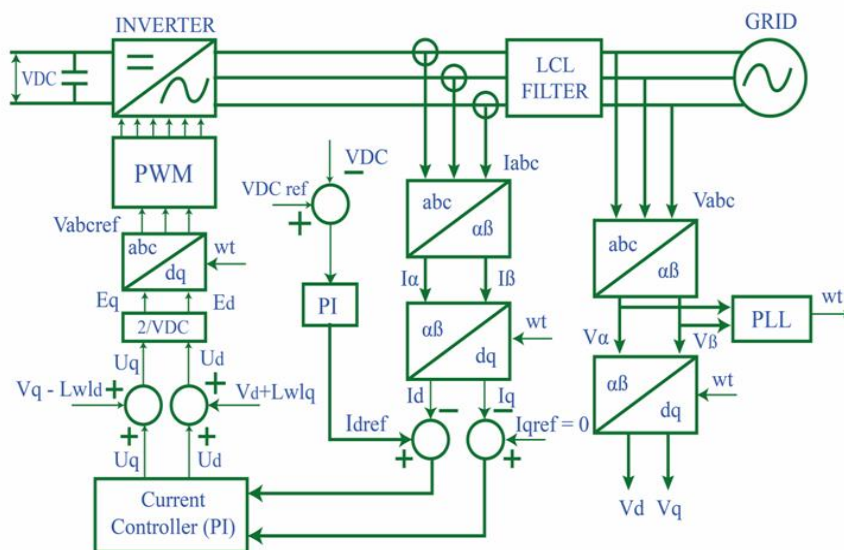 INVERTER
GRID
VDC
LCL
FILTER
PWM
VDC
Iabc
VDC ref
Vabcref
abc
αß
Vabc
abc
dq
wt
abc
αß
Iα
Iß
Eq
Ed
PI
wt
2/VDC
αß
dq
wt
PLL
Vα
Vß
Uq
Ud
Vq - LwId
Vd+LwIq
Id
Iq
αß
dq
wt
Idref
Iqref = 0
Uq
Ud
Current
Controller (PI)
Vd
Vq